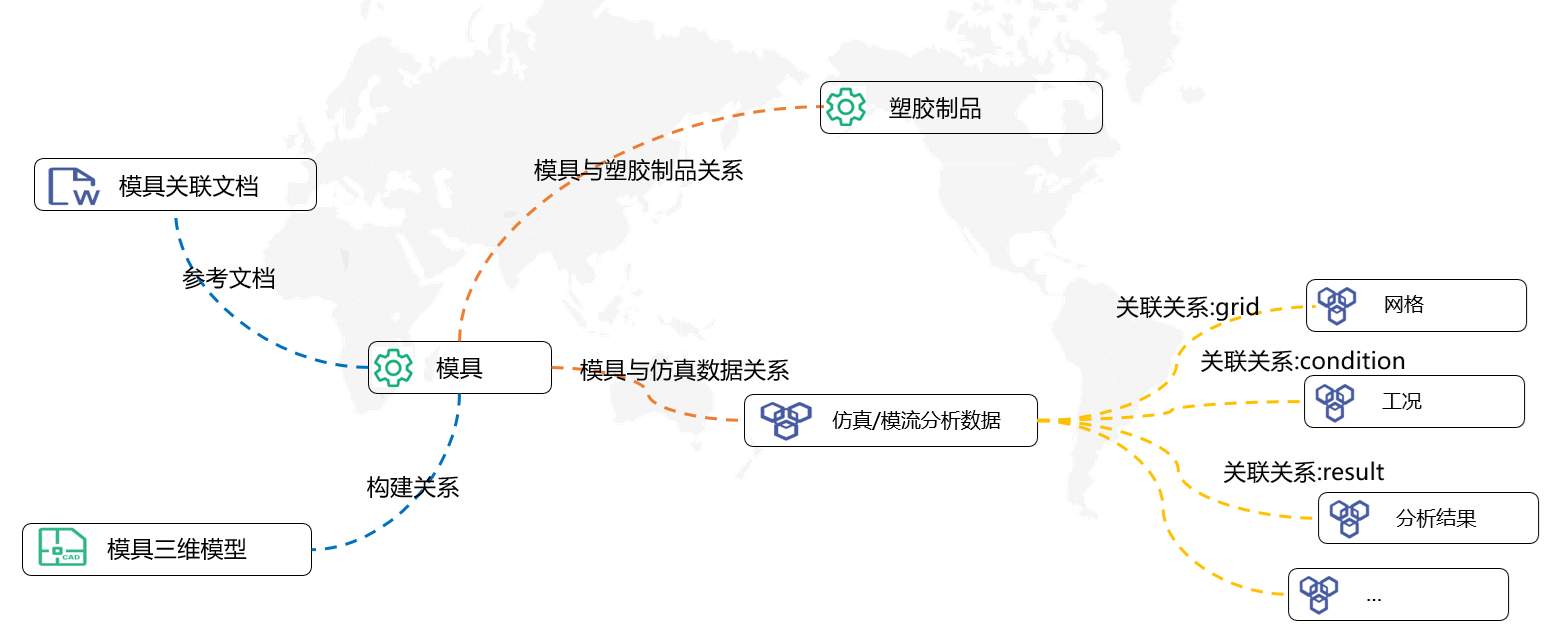 塑胶制品
模具与塑胶制品关系
W
模具关联文档
参考文档
关联关系:grid
网格
模具
模具与仿真数据关系
关联关系:condition
工况
仿真/模流分析数据
关联关系:result
构建关系
分析结果
CAD
模具三维模型
...